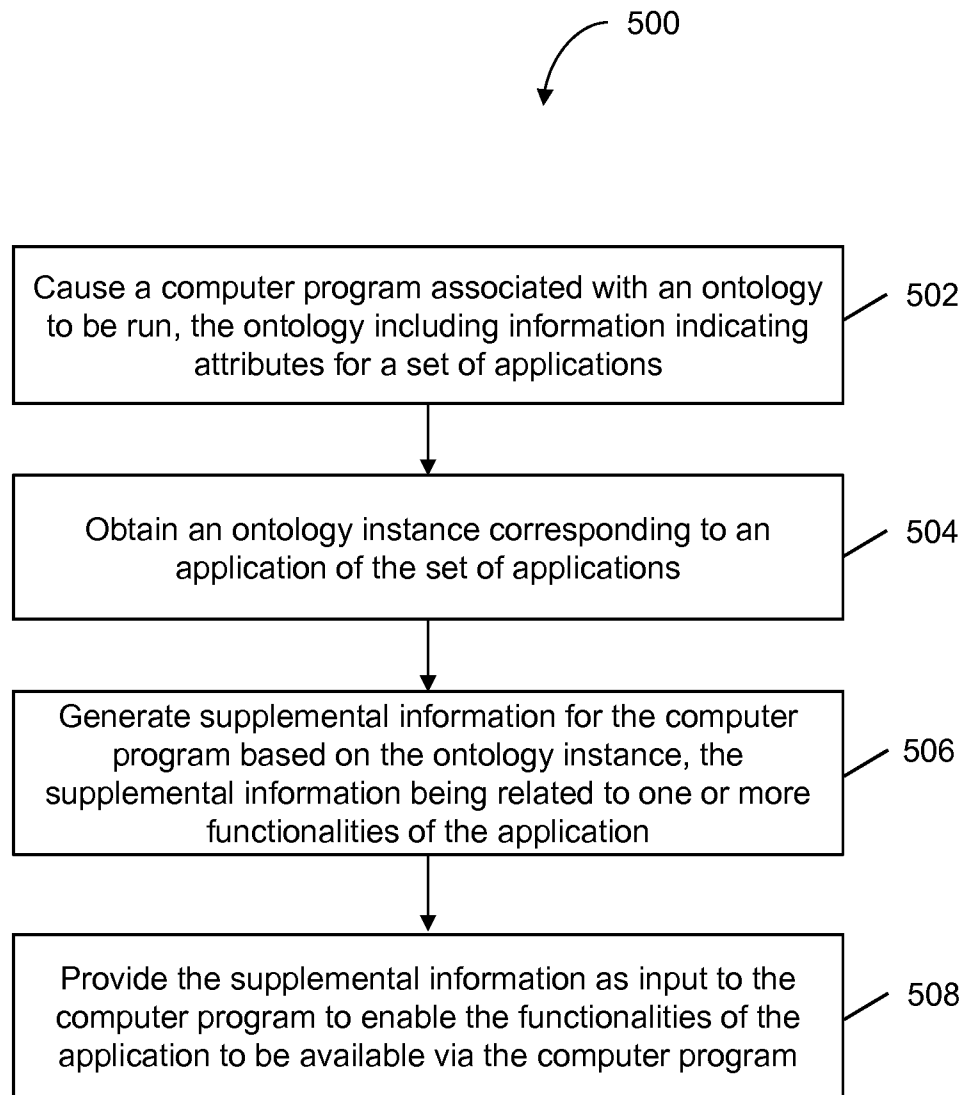 500
Cause a computer program associated with an ontology
to be run, the ontology including information indicating
attributes for a set of applications
502
Obtain an ontology instance corresponding to an
application of the set of applications
504
Generate supplemental information for the computer
program based on the ontology instance, the
supplemental information being related to one or more
functionalities of the application
506
Provide the supplemental information as input to the
computer program to enable the functionalities of the
application to be available via the computer program
508